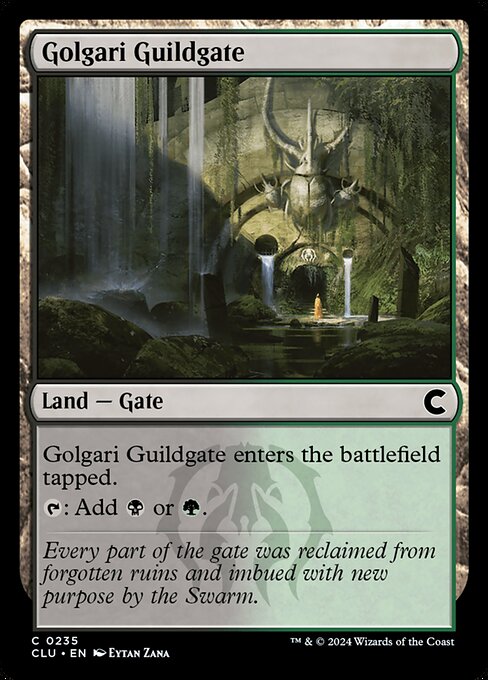 Golgari Guildgate
Land — Gate
Golgari Guildgate enters the battlefield
tapped.
: Add or .
Every part of the gate was reclaimed from
forgotten ruins and imbued with new
purpose by the Swarm.
C 0235
CLU • EN Eytan Zana
™ & © 2024 Wizards of the Coast